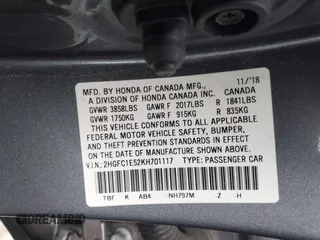 MFD. BY HONDA OF CANADA MFG., 11/'18
A DIVISION OF HONDA CANADA INC. CANADA
GVWR 3858LBS GAWR F 2017LBS R 1841LBS
GVWR 1750KG GAWR F 915KG R 835KG
THIS VEHICLE CONFORMS TO ALL APPLICABLE
FEDERAL MOTOR VEHICLE SAFETY, BUMPER,
AND THEFT PREVENTION STANDARDS IN EFFECT ON
THE DATE OF MANUFACTURE SHOWN ABOVE.
V.I.N.: 2HGFC1E52KH701117 TYPE: PASSENGER CAR
TBF K AB4 NH797M Z H
DREAMBID